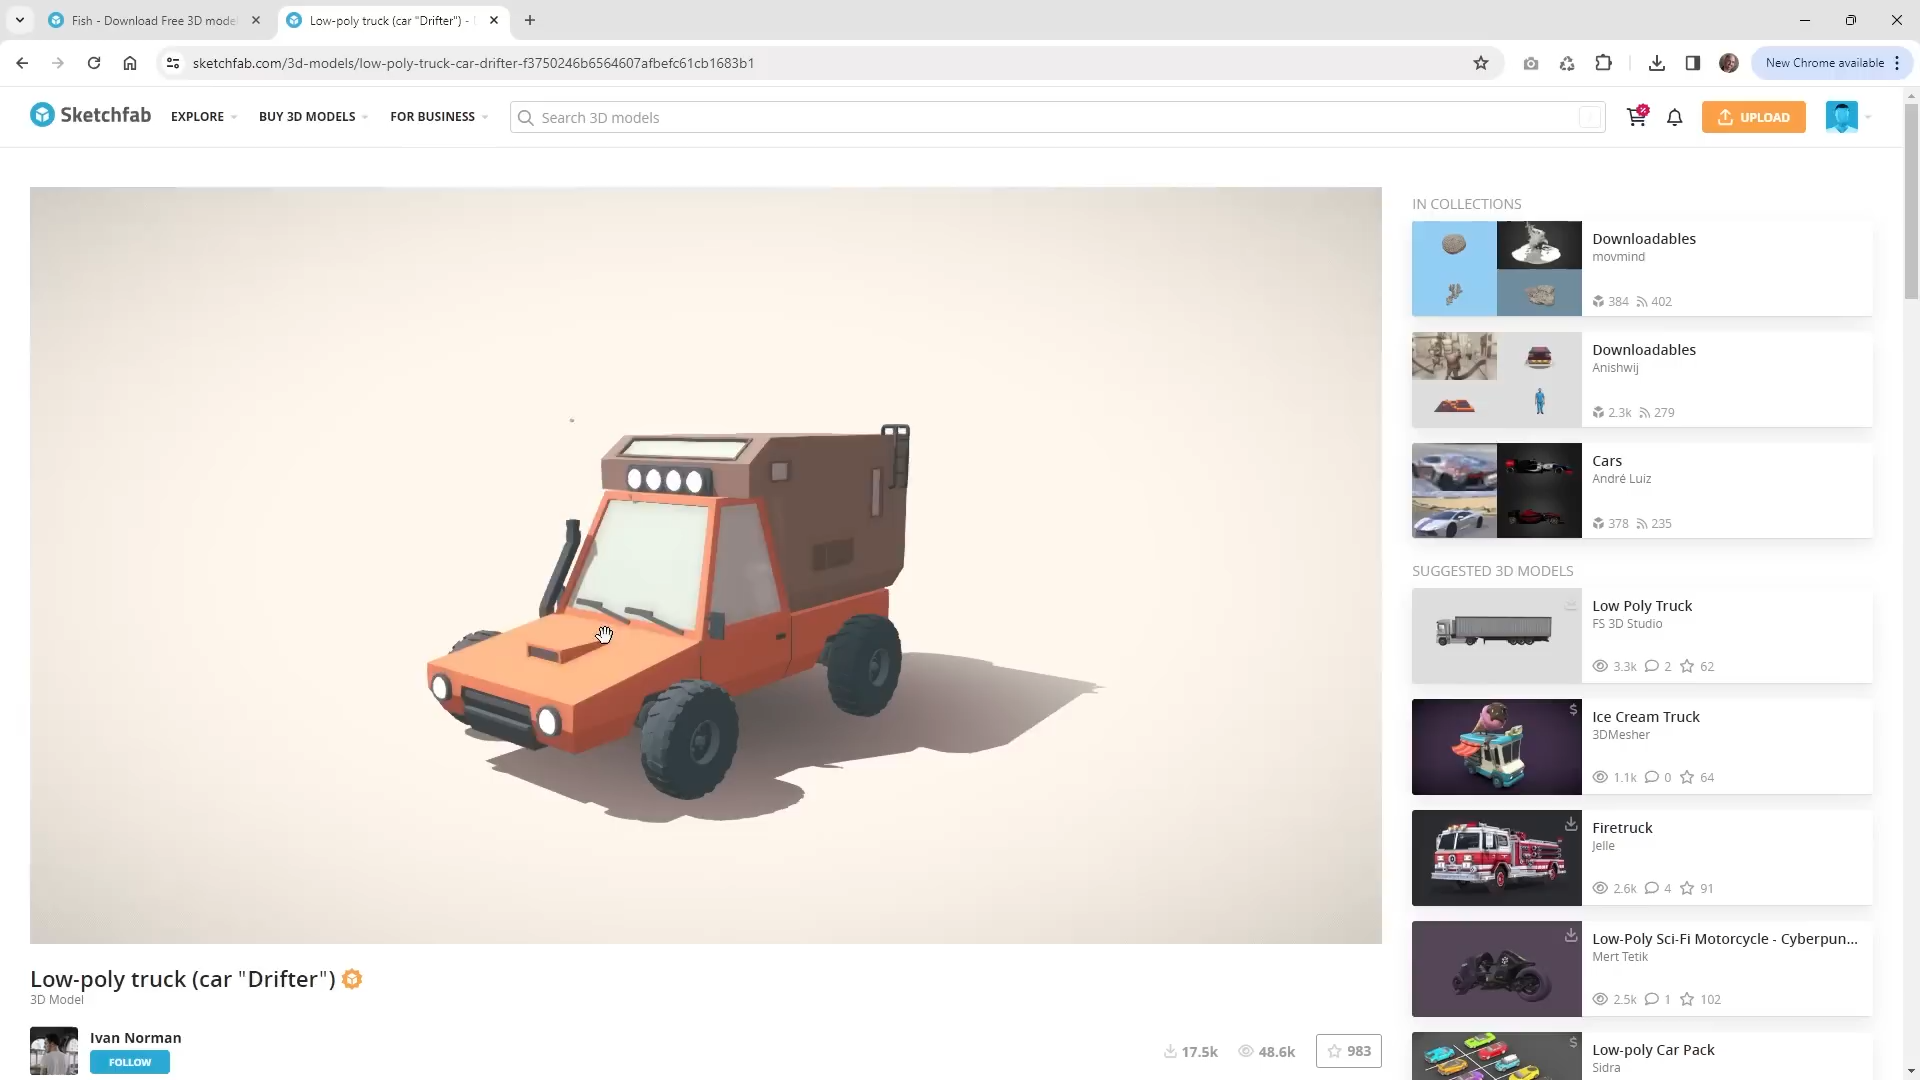 Fish - Download Free 3D mode
Low-poly truck (car "Drifter") -
sketchfab.com/3d-models/low-poly-truck-car-drifter-f3750246b6564607afbefc61cb1683b1
New Chrome available
Sketchfab
EXPLORE
BUY 3D MODELS
FOR BUSINESS
Search 3D models
UPLOAD
IN COLLECTIONS
Downloadables
movmind
384
402
Downloadables
Anishwij
2.3k
279
Cars
André Luíz
378
235
SUGGESTED 3D MODELS
Low Poly Truck
FS 3D Studio
3.3k
2
62
Ice Cream Truck
3DMesher
1.1k
0
64
Firetruck
Jelle
2.6k
4
91
Low-Poly Sci-Fi Motorcycle - Cyberpun...
Mert Tetik
2.5k
1
102
Low-poly Car Pack
Sidra
Low-poly truck (car "Drifter")
3D Model
Ivan Norman
FOLLOW
17.5k
48.6k
983